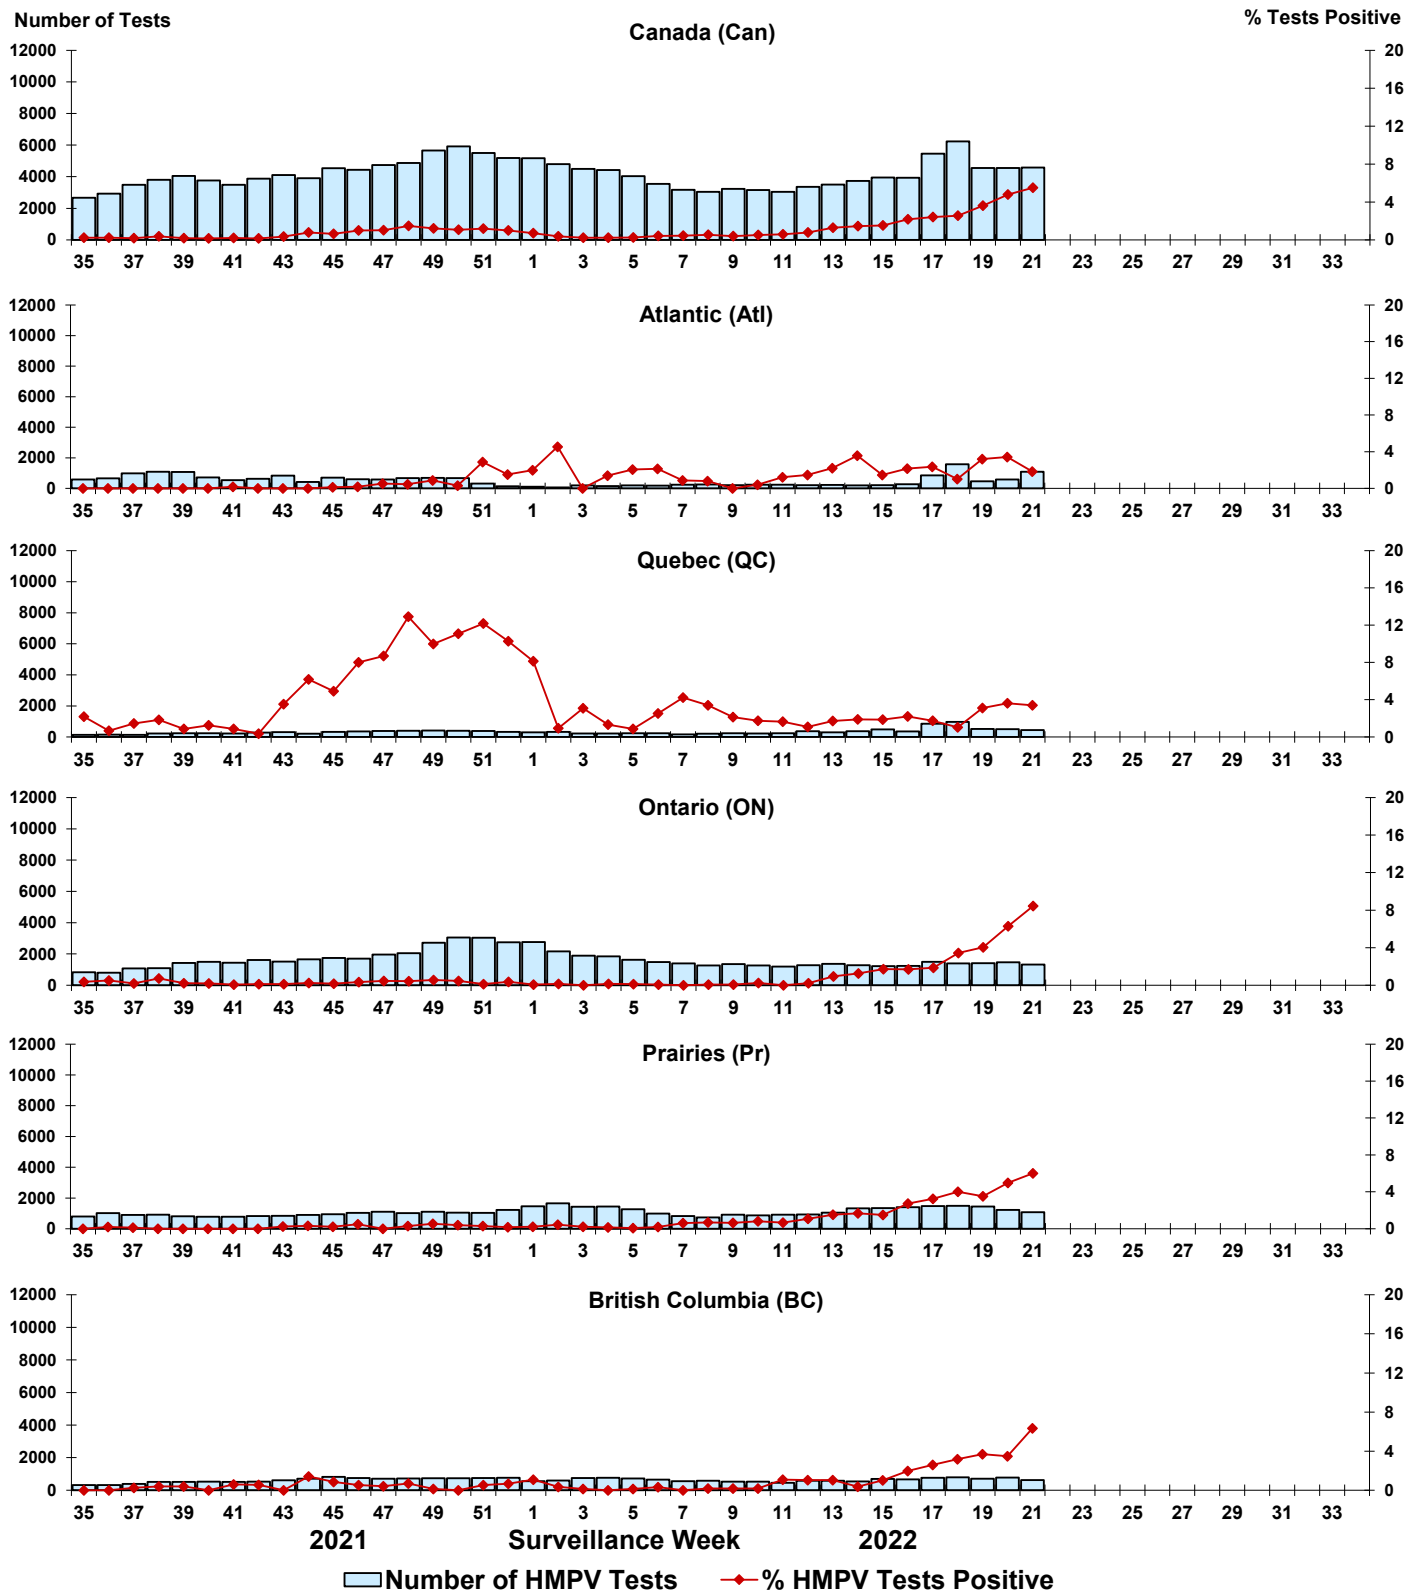 Number of Tests
% Tests Positive
Canada (Can)
12000 20
10000 16
8000 12
6000 8
4000 4
2000 0
0
35 37 39 41 43 45 47 49 51 1 3 5 7 9 11 13 15 17 19 21 23 25 27 29 31 33
Atlantic (Atl)
12000 20
10000 16
8000 12
6000 8
4000 4
2000 0
0
35 37 39 41 43 45 47 49 51 1 3 5 7 9 11 13 15 17 19 21 23 25 27 29 31 33
Quebec (QC)
12000 20
10000 16
8000 12
6000 8
4000 4
2000 0
0
35 37 39 41 43 45 47 49 51 1 3 5 7 9 11 13 15 17 19 21 23 25 27 29 31 33
Ontario (ON)
12000 20
10000 16
8000 12
6000 8
4000 4
2000 0
0
35 37 39 41 43 45 47 49 51 1 3 5 7 9 11 13 15 17 19 21 23 25 27 29 31 33
Prairies (Pr)
12000 20
10000 16
8000 12
6000 8
4000 4
2000 0
0
35 37 39 41 43 45 47 49 51 1 3 5 7 9 11 13 15 17 19 21 23 25 27 29 31 33
British Columbia (BC)
12000 20
10000 16
8000 12
6000 8
4000 4
2000 0
0
35 37 39 41 43 45 47 49 51 1 3 5 7 9 11 13 15 17 19 21 23 25 27 29 31 33
2021 Surveillance Week 2022
Number of HMPV Tests % HMPV Tests Positive